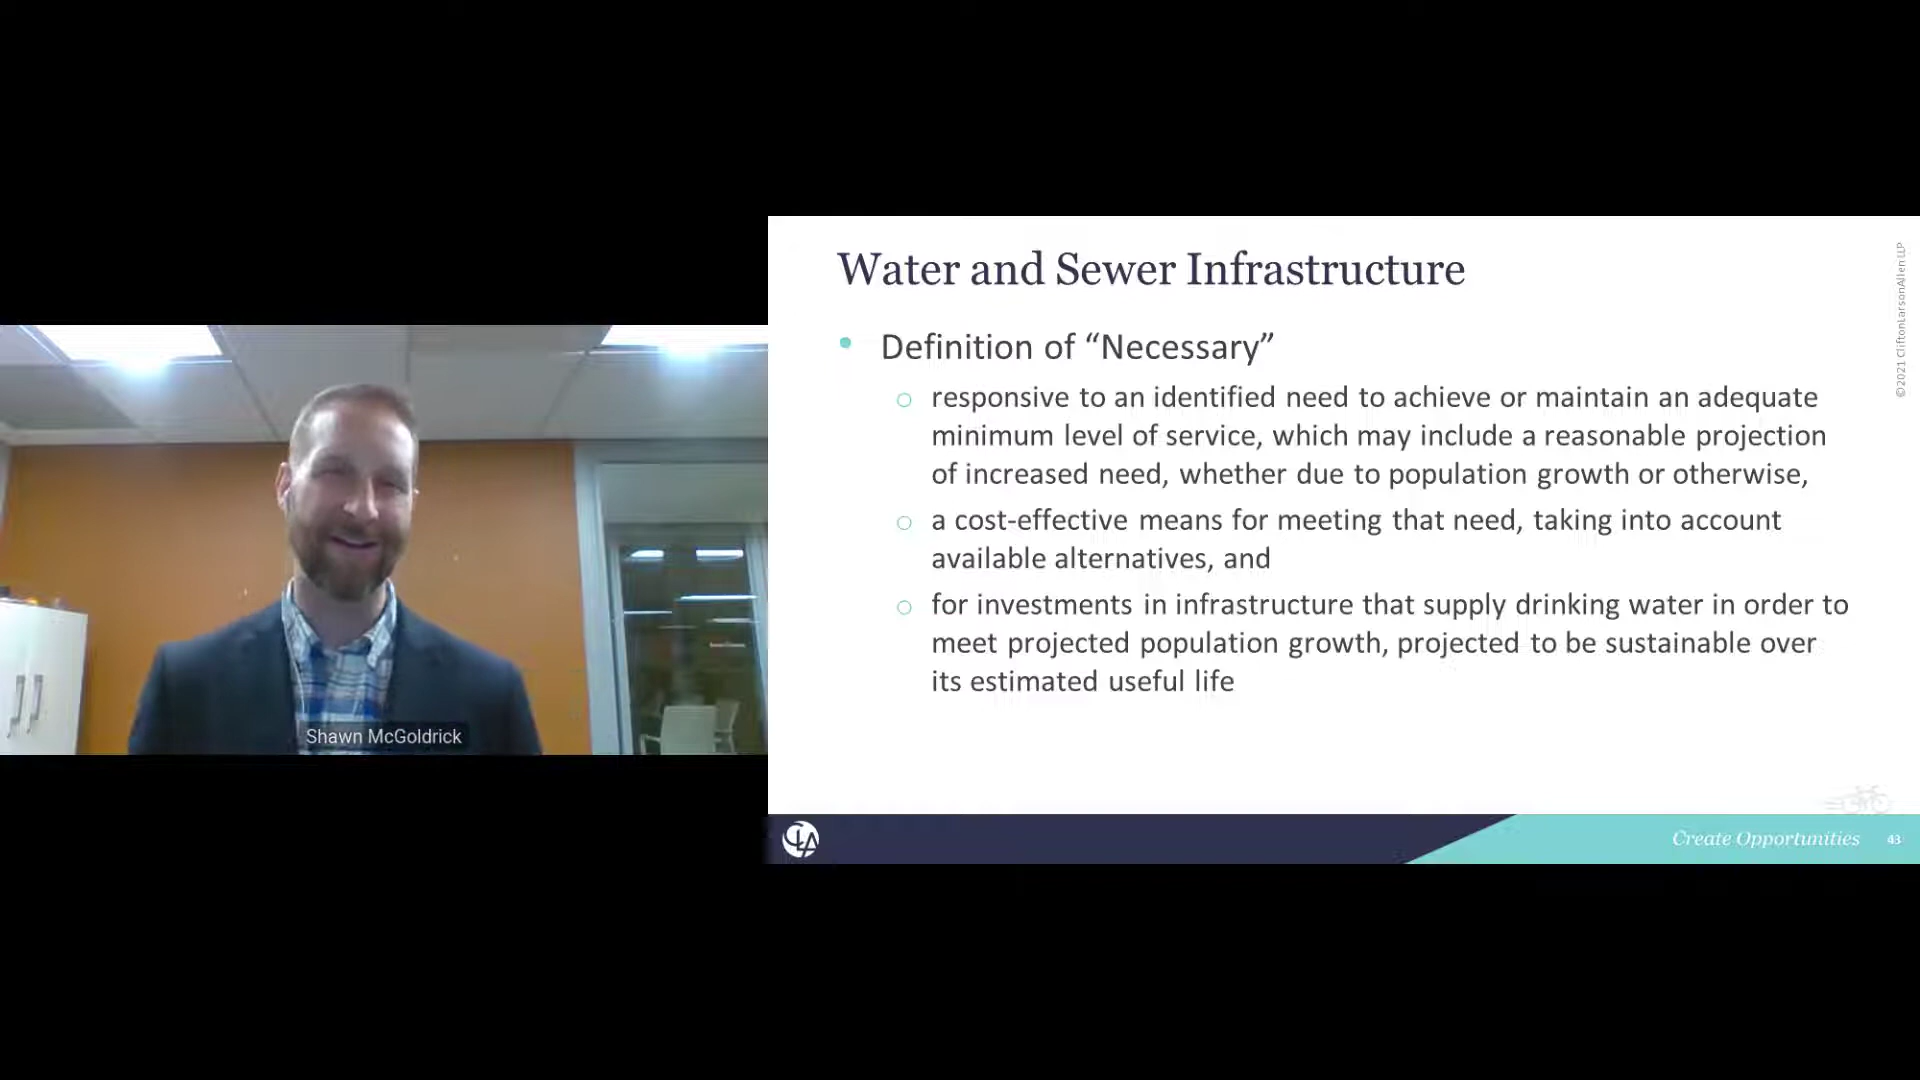 Water and Sewer Infrastructure
Definition of “Necessary”
responsive to an identified need to achieve or maintain an adequate
minimum level of service, which may include a reasonable projection
of increased need, whether due to population growth or otherwise,
a cost-effective means for meeting that need, taking into account
available alternatives, and
for investments in infrastructure that supply drinking water in order to
meet projected population growth, projected to be sustainable over
its estimated useful life
©2021 CliftonLarsonAllen LLP
Shawn McGoldrick
CLA
Create Opportunities 43